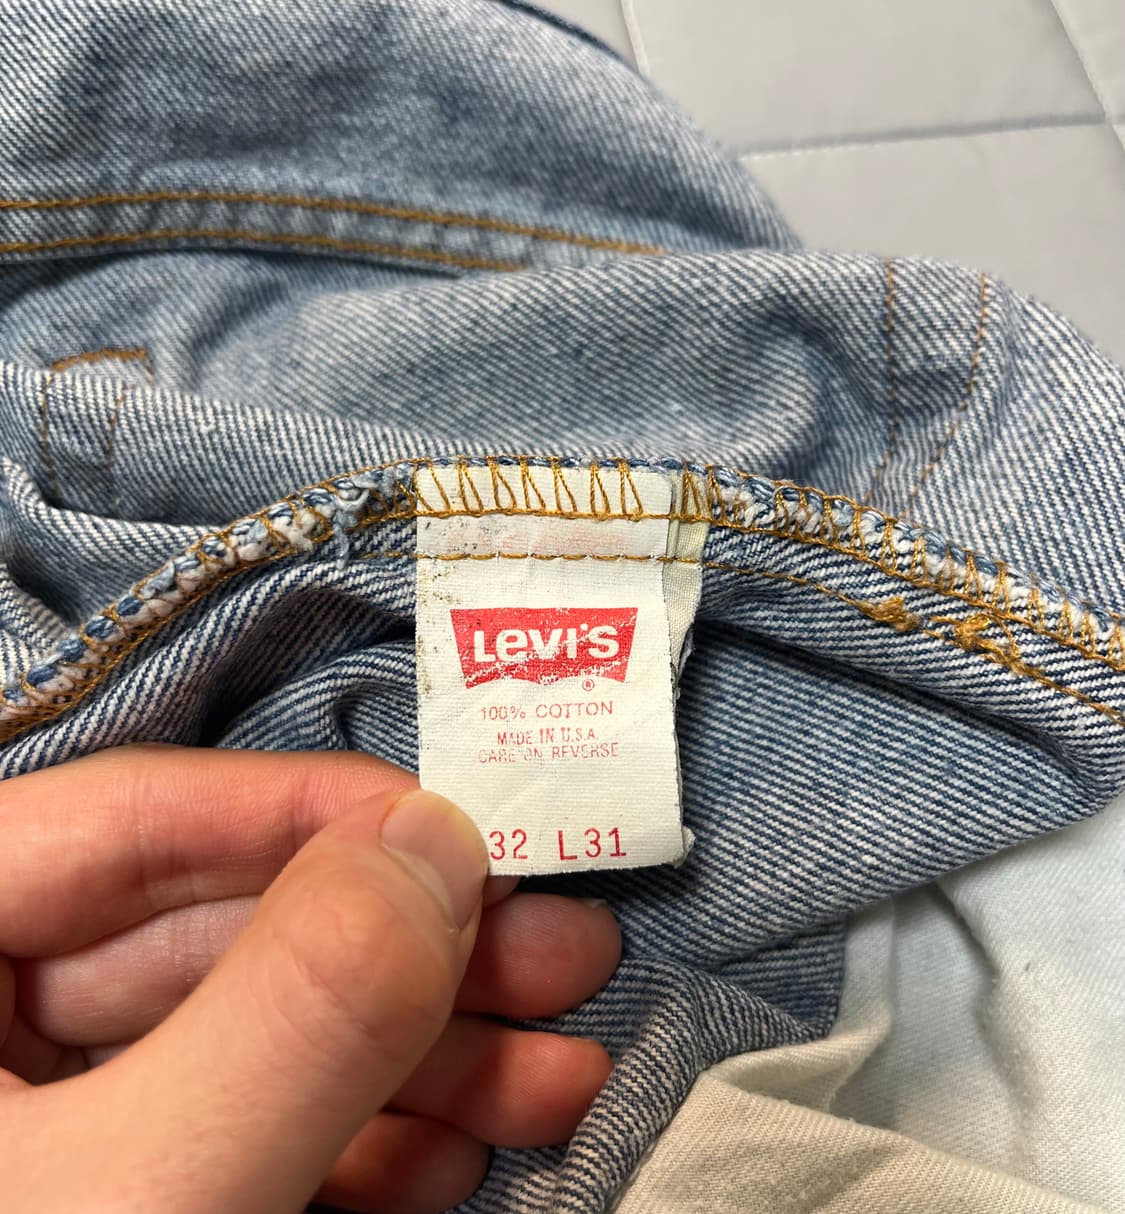 Levi's
®
100% COTTON
MADE IN U.S.A.
CARE ON REVERSE
32 L31